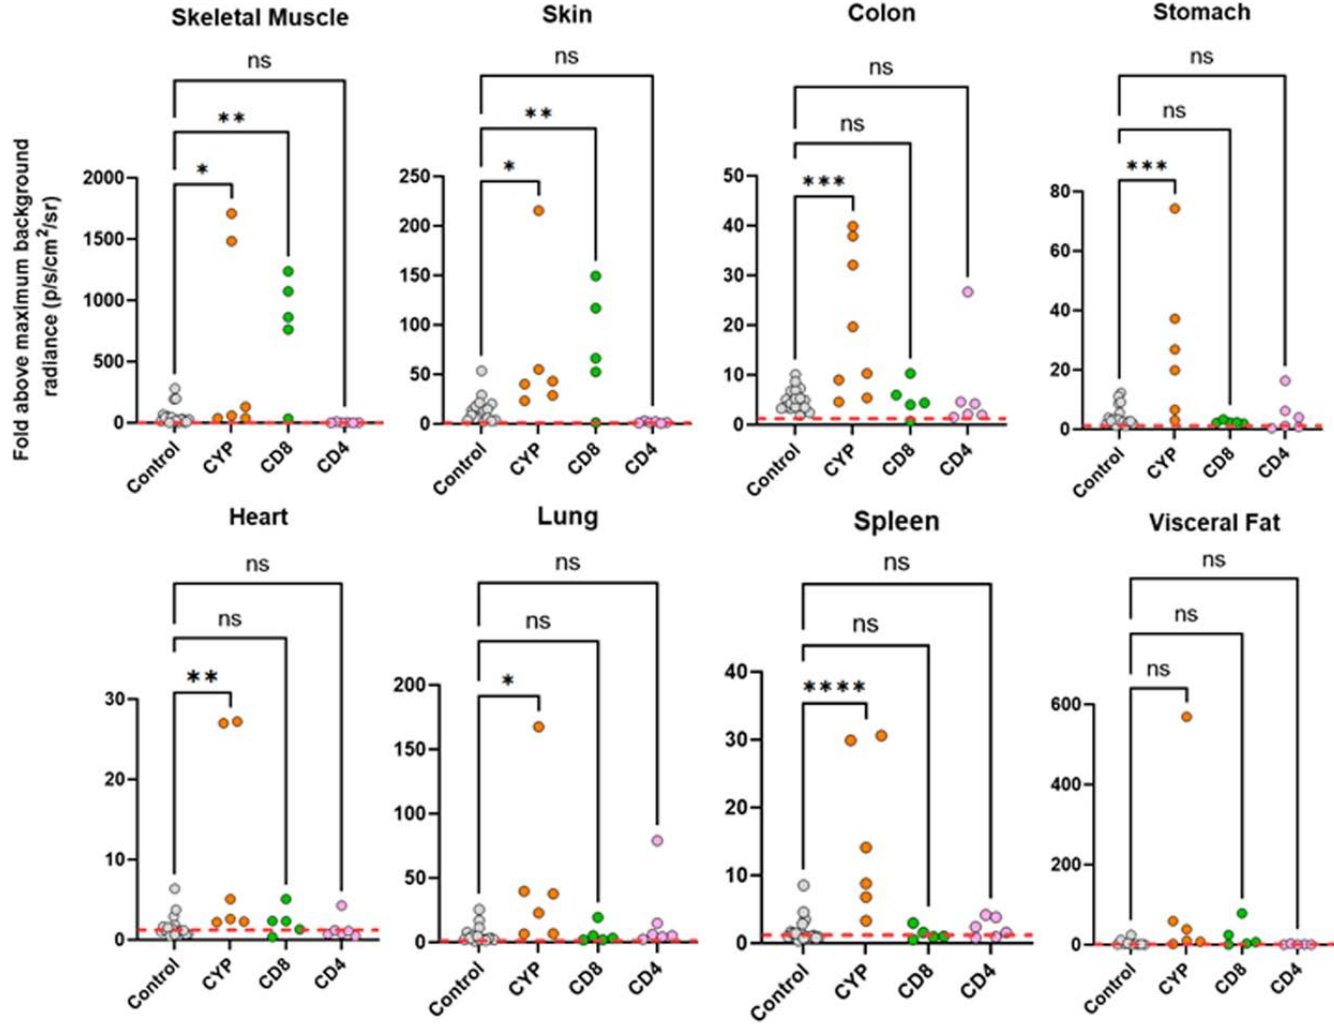 Skeletal Muscle
Skin
Colon
Stomach
Fold above maximum background
radiance (p/s/cm²/sr)
ns
**
*
2000
1500
1000
500
0
Control
CYP
CD8
CD4
ns
**
*
250
200
150
100
50
0
Control
CYP
CD8
CD4
ns
ns
***
50
40
30
20
10
0
Control
CYP
CD8
CD4
ns
ns
***
80
60
40
20
0
Control
CYP
CD8
CD4
Heart
Lung
Spleen
Visceral Fat
ns
ns
**
30
20
10
0
Control
CYP
CD8
CD4
ns
ns
*
200
150
100
50
0
Control
CYP
CD8
CD4
ns
ns
****
40
30
20
10
0
Control
CYP
CD8
CD4
ns
ns
ns
600
400
200
0
Control
CYP
CD8
CD4